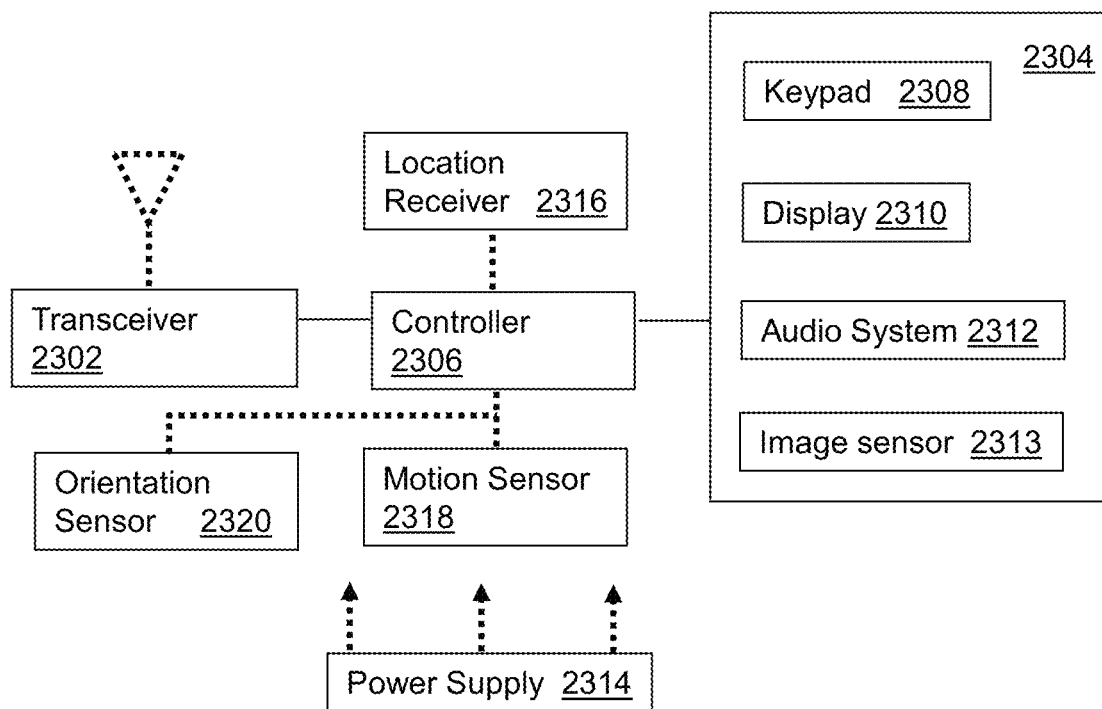 2304
Keypad 2308
Location
Receiver 2316
Display 2310
Transceiver
2302
Controller
2306
Audio System 2312
Image sensor 2313
Orientation
Sensor 2320
Motion Sensor
2318
Power Supply 2314